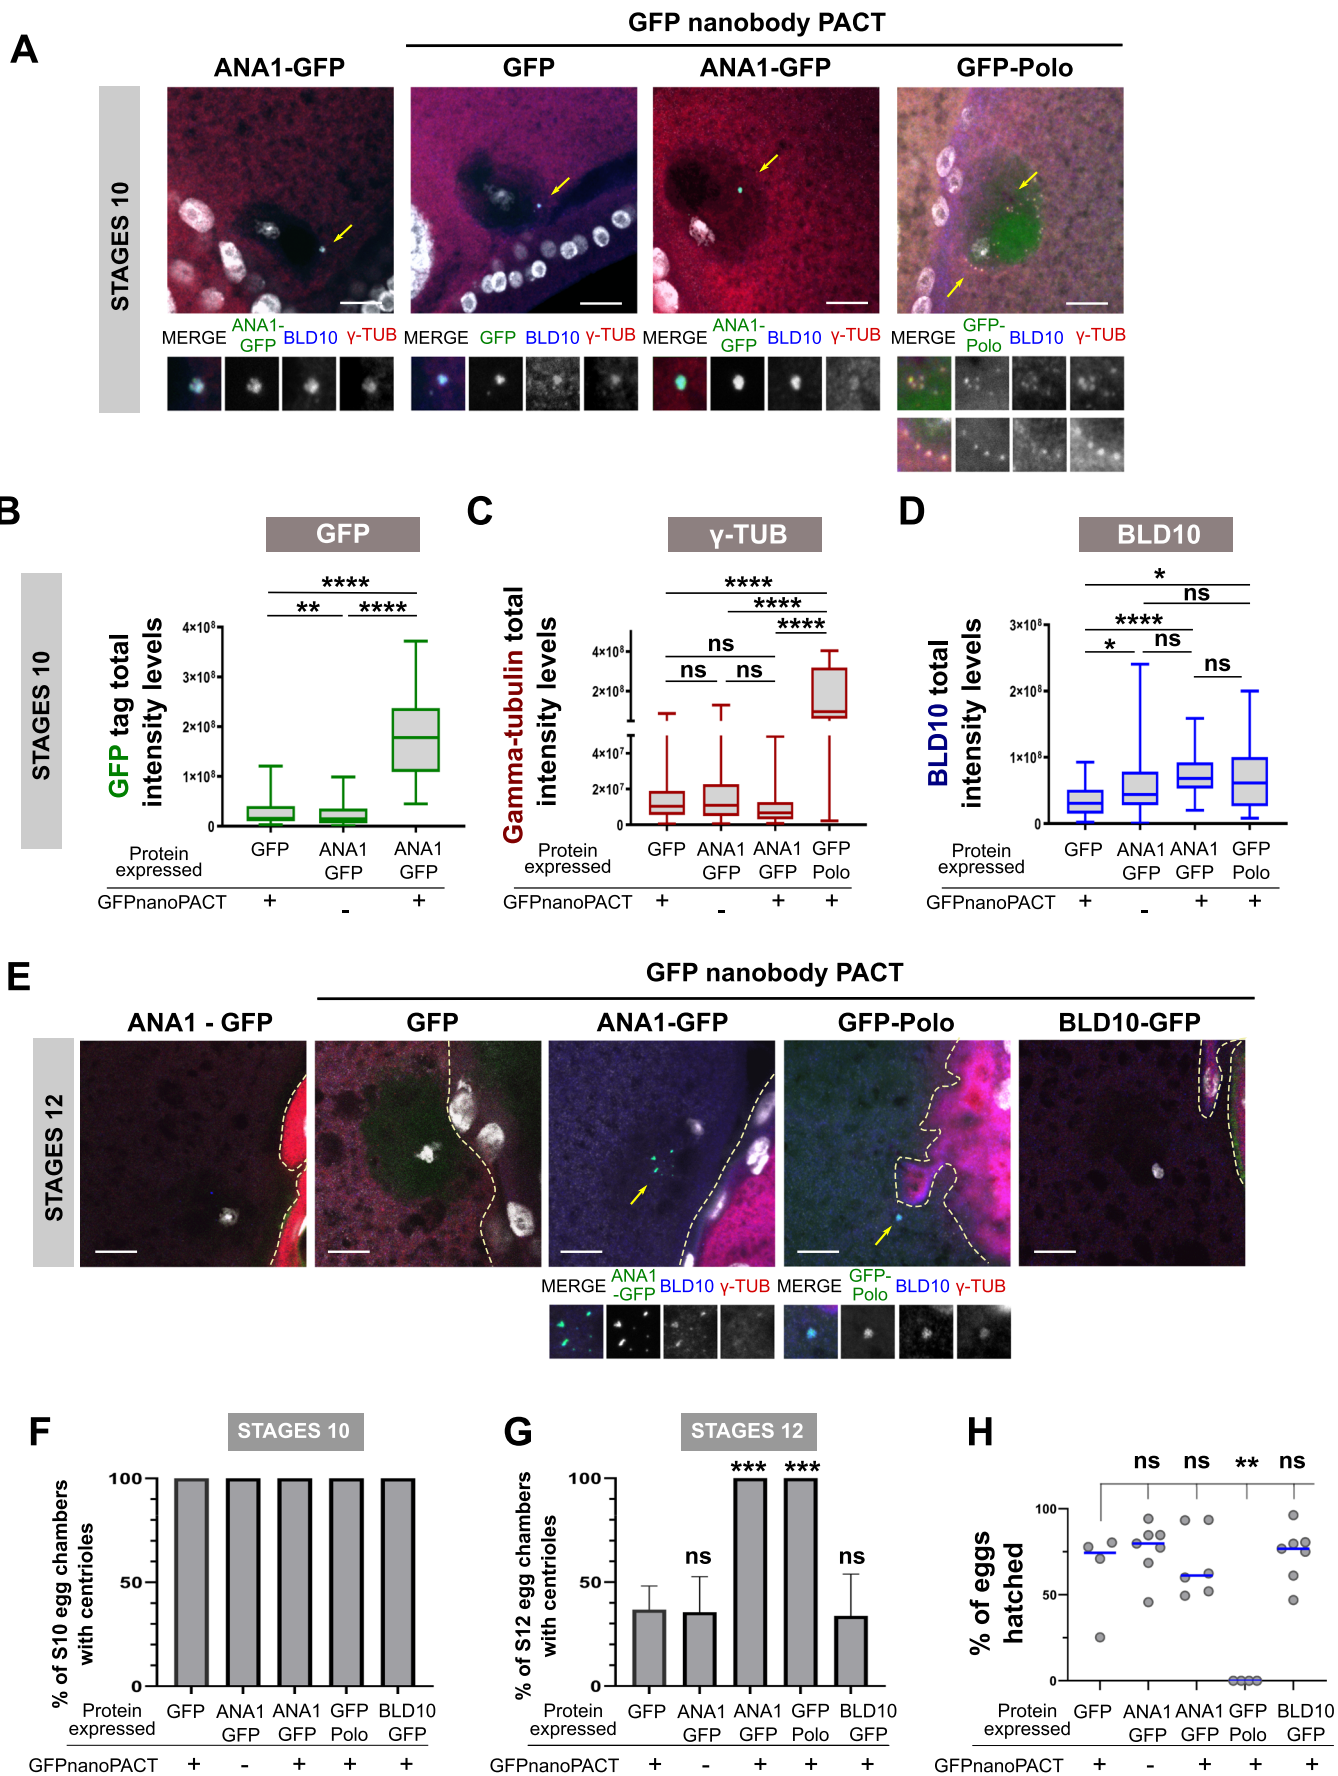 GFP nanobody PACT
A
ANA1-GFP GFP ANA1-GFP GFP-Polo
STAGES 10
MERGE ANA1-GFP BLD10 γ-TUB
MERGE GFP BLD10 γ-TUB
MERGE ANA1-GFP BLD10 γ-TUB
MERGE GFP-Polo BLD10 γ-TUB
B
GFP
STAGES 10
GFP tag total
intensity levels
**** ** ****
4×10⁸
3×10⁸
2×10⁸
1×10⁸
0
Protein
expressed
GFP ANA1 ANA1
GFP GFP
GFPnanoPACT + - +
C
γ-TUB
Gamma-tubulin total
intensity levels
****
****
****
ns
ns ns
4×10⁸
2×10⁸
4×10⁷
2×10⁷
0
Protein
expressed
GFP ANA1 ANA1 GFP
GFP GFP Polo
GFPnanoPACT + - + +
D
BLD10
BLD10 total
intensity levels
*
ns
****
* ns
ns
3×10⁸
2×10⁸
1×10⁸
0
Protein
expressed
GFP ANA1 ANA1 GFP
GFP GFP Polo
GFPnanoPACT + - + +
E
GFP nanobody PACT
ANA1 - GFP GFP ANA1-GFP GFP-Polo BLD10-GFP
STAGES 12
MERGE ANA1-GFP BLD10 γ-TUB
MERGE GFP-Polo BLD10 γ-TUB
F
STAGES 10
% of S10 egg chambers
with centrioles
100
50
0
Protein
expressed
GFP ANA1 ANA1 GFP BLD10
GFP GFP Polo GFP
GFPnanoPACT + - + + +
G
STAGES 12
% of S12 egg chambers
with centrioles
ns *** *** ns
100
50
0
Protein
expressed
GFP ANA1 ANA1 GFP BLD10
GFP GFP Polo GFP
GFPnanoPACT + - + + +
H
ns ns ** ns
% of eggs
hatched
100
50
0
Protein
expressed
GFP ANA1 ANA1 GFP BLD10
GFP GFP Polo GFP
GFPnanoPACT + - + + +